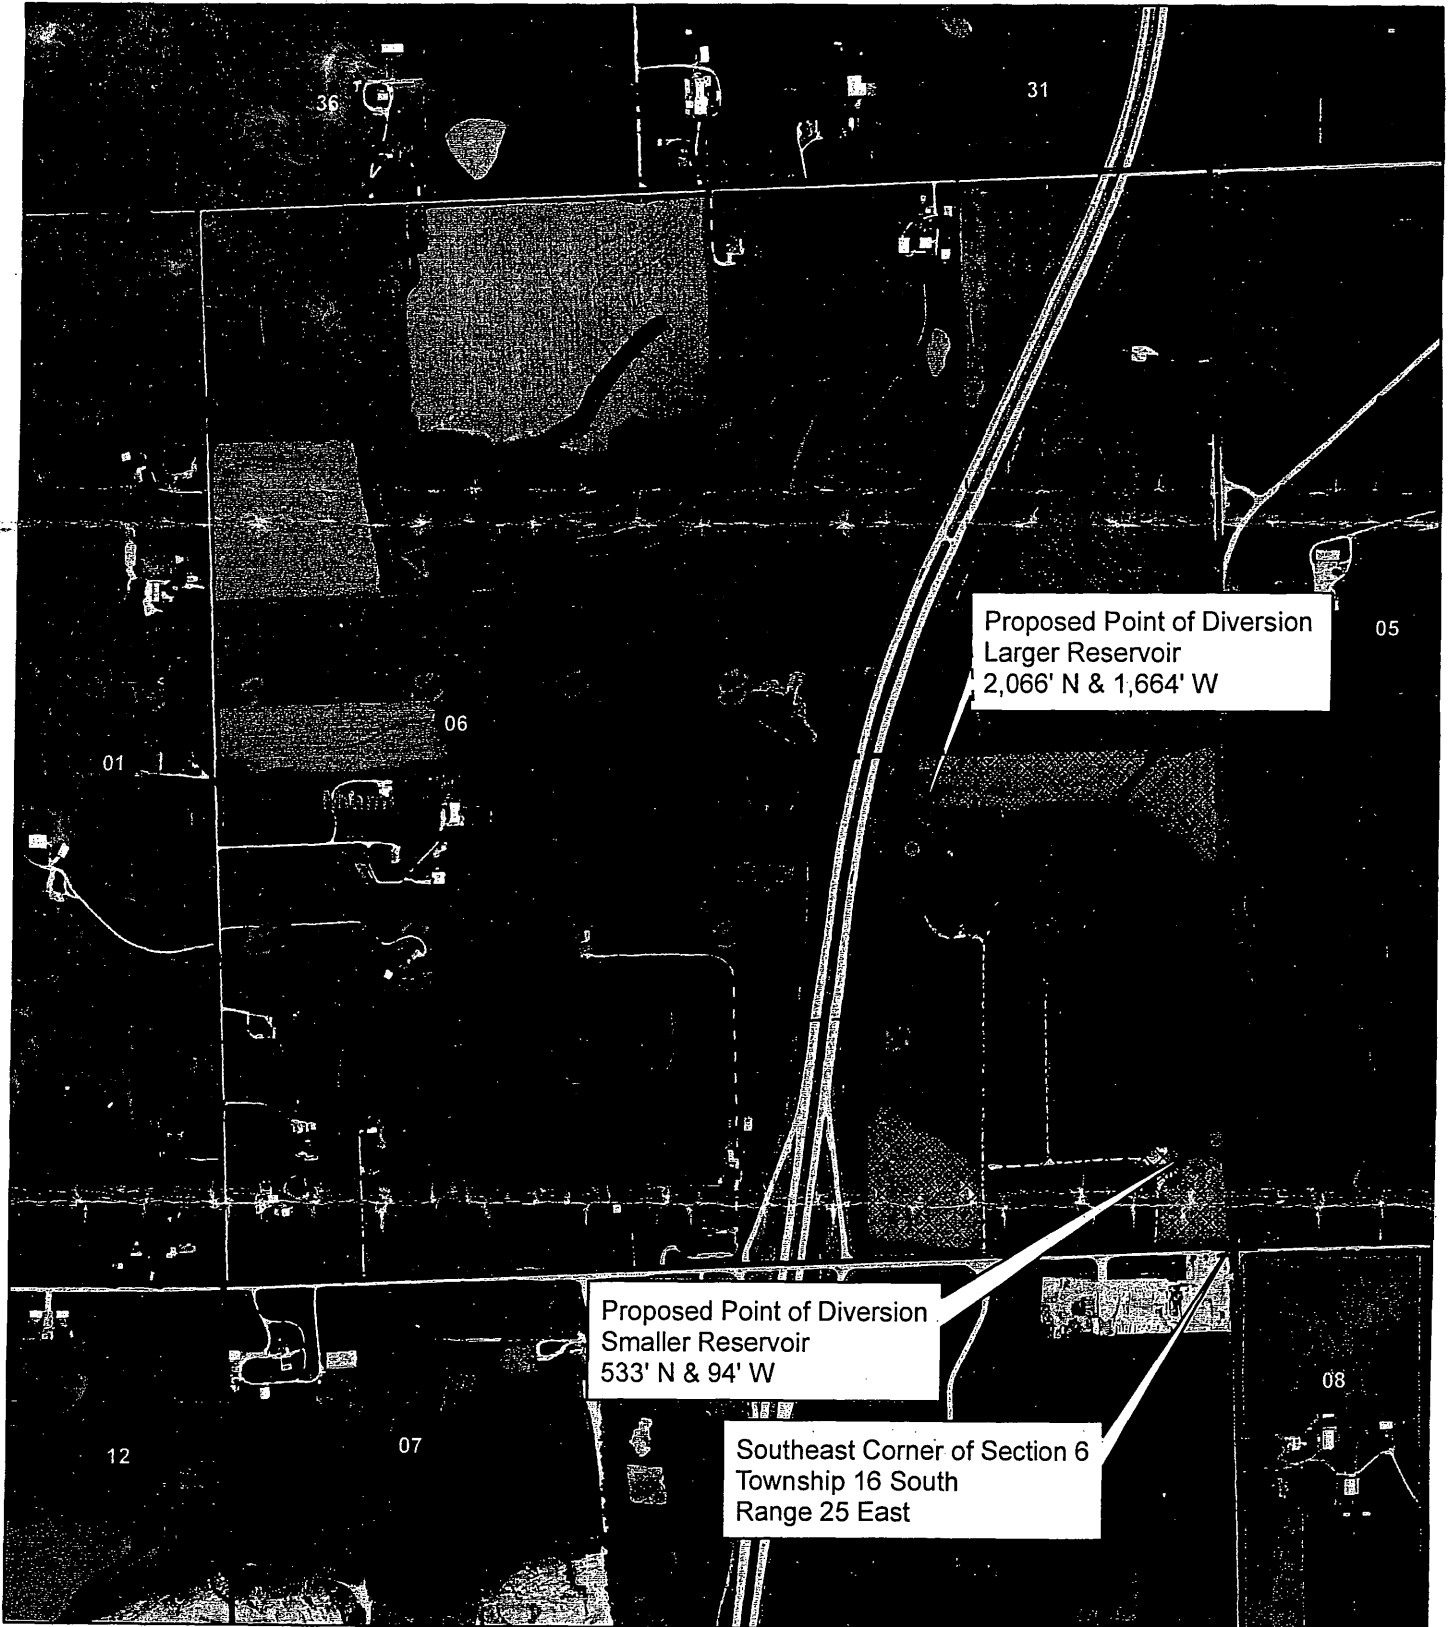 36
31
Proposed Point of Diversion
Larger Reservoir
2,066' N & 1,664' W
05
06
01
Proposed Point of Diversion
Smaller Reservoir
533' N & 94' W
08
Southeast Corner of Section 6
Township 16 South
Range 25 East
07
12